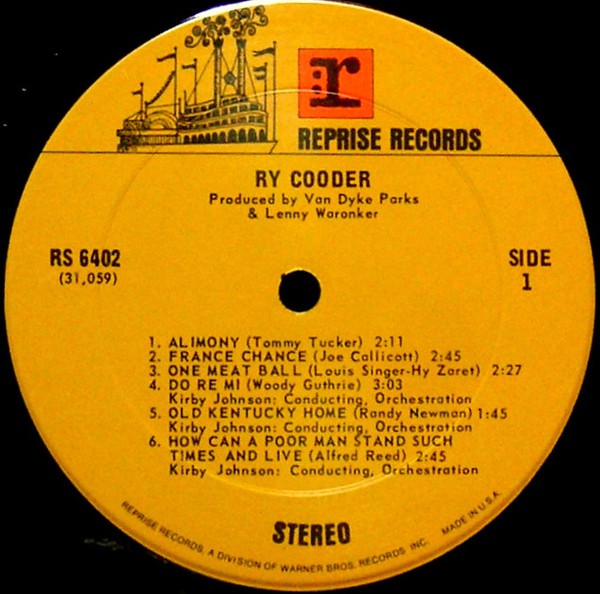 :r
REPRISE RECORDS
RY COODER
Produced by Van Dyke Parks
& Lenny Waronker
RS 6402
(31,059)
SIDE
1
1. ALIMONY (Tommy Tucker) 2:11
2. FRANCE CHANCE (Joe Callicott) 2:45
3. ONE MEAT BALL (Louis Singer-Hy Zaret) 2:27
4. DO RE MI (Woody Guthrie) 3:03
Kirby Johnson: Conducting, Orchestration
5. OLD KENTUCKY HOME (Randy Newman) 1:45
Kirby Johnson: Conducting, Orchestration
6. HOW CAN A POOR MAN STAND SUCH
TIMES AND LIVE (Alfred Reed) 2:45
Kirby Johnson: Conducting, Orchestration
STEREO
REPRISE RECORDS, A DIVISION OF WARNER BROS. RECORDS, INC. MADE IN U.S.A.